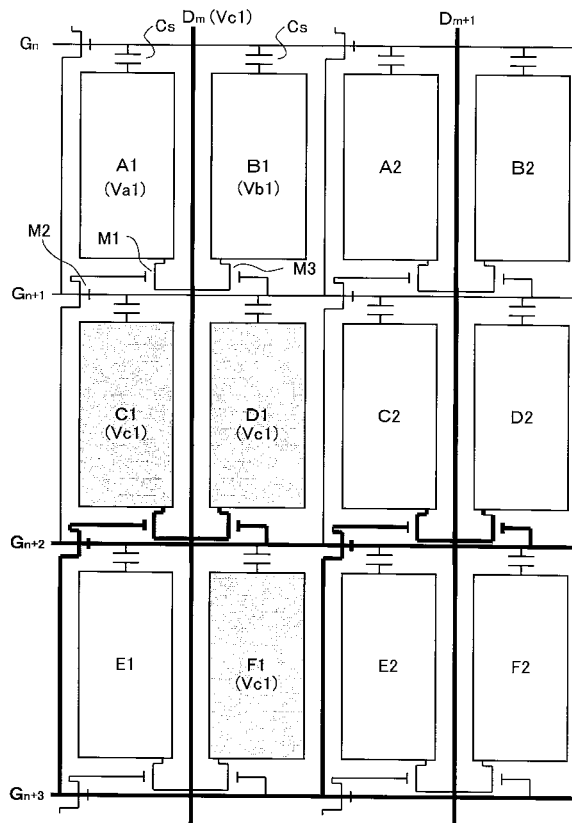 Cs Dm (Vc1) Cs Dm+1
Gn
A1 B1 A2 B2
(Va1) (Vb1)
M2 M1 M3
Gn+1
C1 D1 C2 D2
(Vc1) (Vc1)
Gn+2
E1 F1 E2 F2
(Vc1)
Gn+3